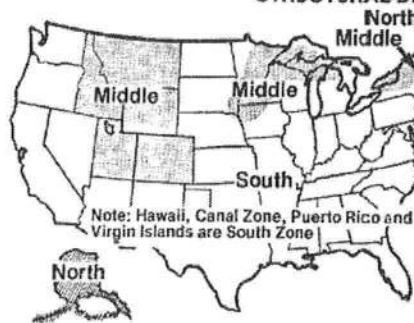 North
Middle
Middle
Middle
South
Note: Hawaii, Canal Zone, Puerto Rico and
Virgin Islands are South Zone
North